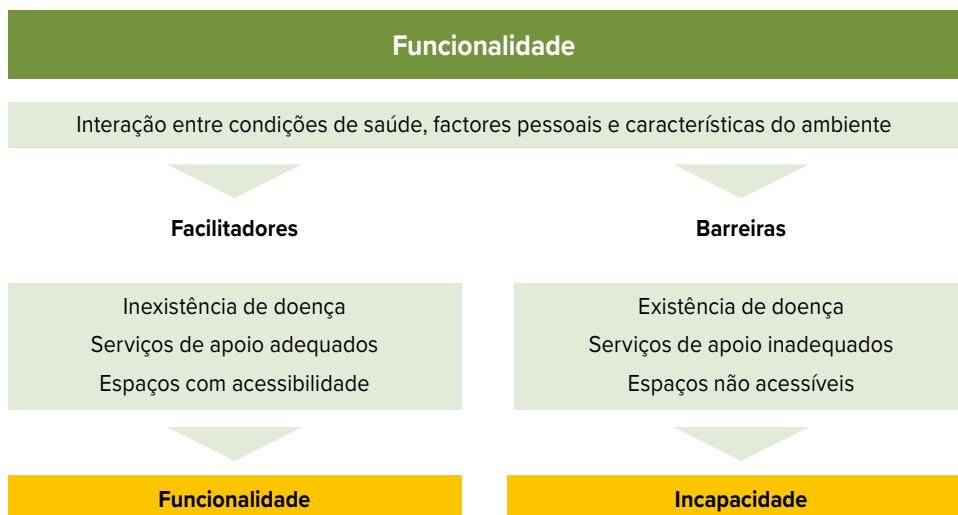 Funcionalidade
Interação entre condições de saúde, factores pessoais e características do ambiente
Facilitadores
Inexistência de doença
Serviços de apoio adequados
Espaços com acessibilidade
Funcionalidade
Barreiras
Existência de doença
Serviços de apoio inadequados
Espaços não acessíveis
Incapacidade